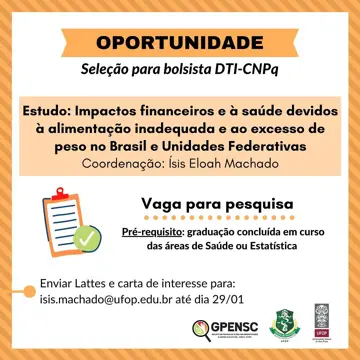 OPORTUNIDADE
Seleção para bolsista DTI-CNPq
Estudo: Impactos financeiros e à saúde devidos
à alimentação inadequada e ao excesso de
peso no Brasil e Unidades Federativas
Coordenação: Ísis Eloah Machado
Vaga para pesquisa
Pré-requisito: graduação concluída em curso
das áreas de Saúde ou Estatística
Enviar Lattes e carta de interesse para:
isis.machado@ufop.edu.br até dia 29/01
GPENSC
UFOP